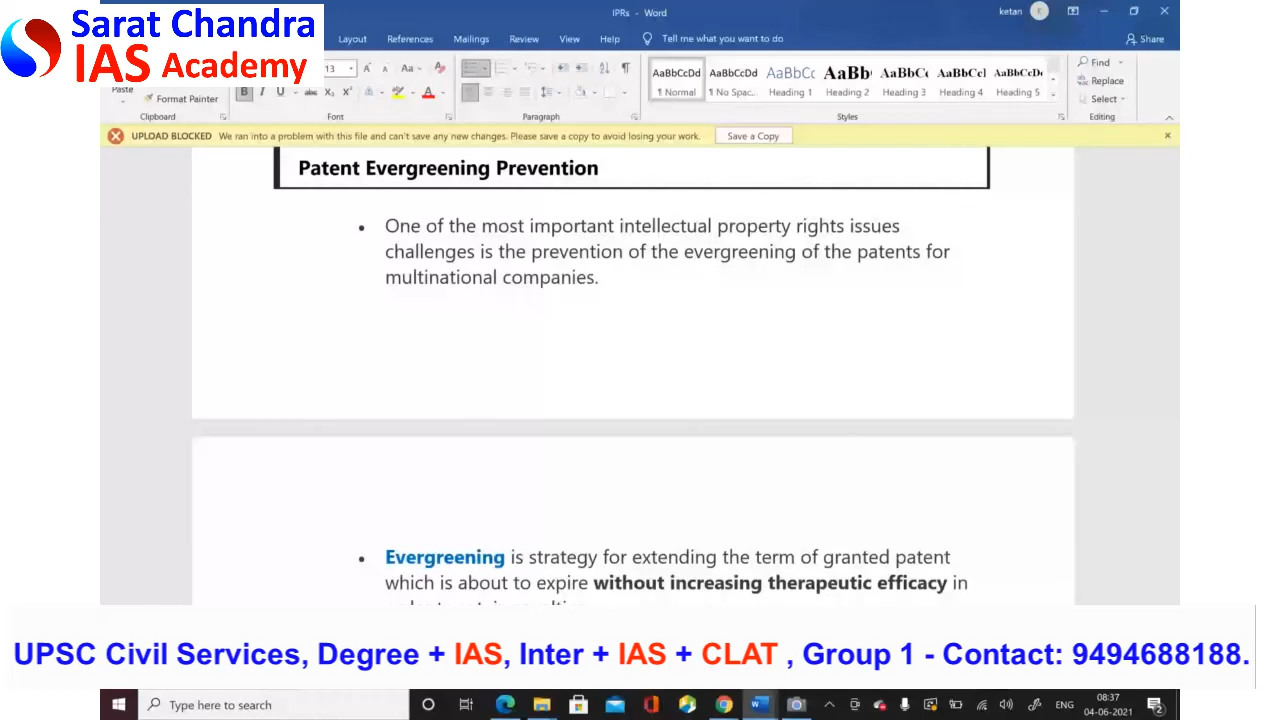 Sarat Chandra
IAS Academy
IPRs - Word
ketan
Layout References Mailings Review View Help Tell me what you want to do Share
13 Aa
AaBbCcDd AaBbCcDd AaBbCc AaBb AaBbCc AaBbCcl AaBbCcDc
Find
Replace
Select
Paste
Format Painter
B I U abc X₂ X² A
¶ Normal ¶ No Spac... Heading 1 Heading 2 Heading 3 Heading 4 Heading 5
Clipboard Font Paragraph Styles Editing
UPLOAD BLOCKED We ran into a problem with this file and can't save any new changes. Please save a copy to avoid losing your work. Save a Copy
Patent Evergreening Prevention
• One of the most important intellectual property rights issues
challenges is the prevention of the evergreening of the patents for
multinational companies.
• Evergreening is strategy for extending the term of granted patent
which is about to expire without increasing therapeutic efficacy in
UPSC Civil Services, Degree + IAS, Inter + IAS + CLAT , Group 1 - Contact: 9494688188.
Type here to search
ENG
08:37
04-06-2021
2